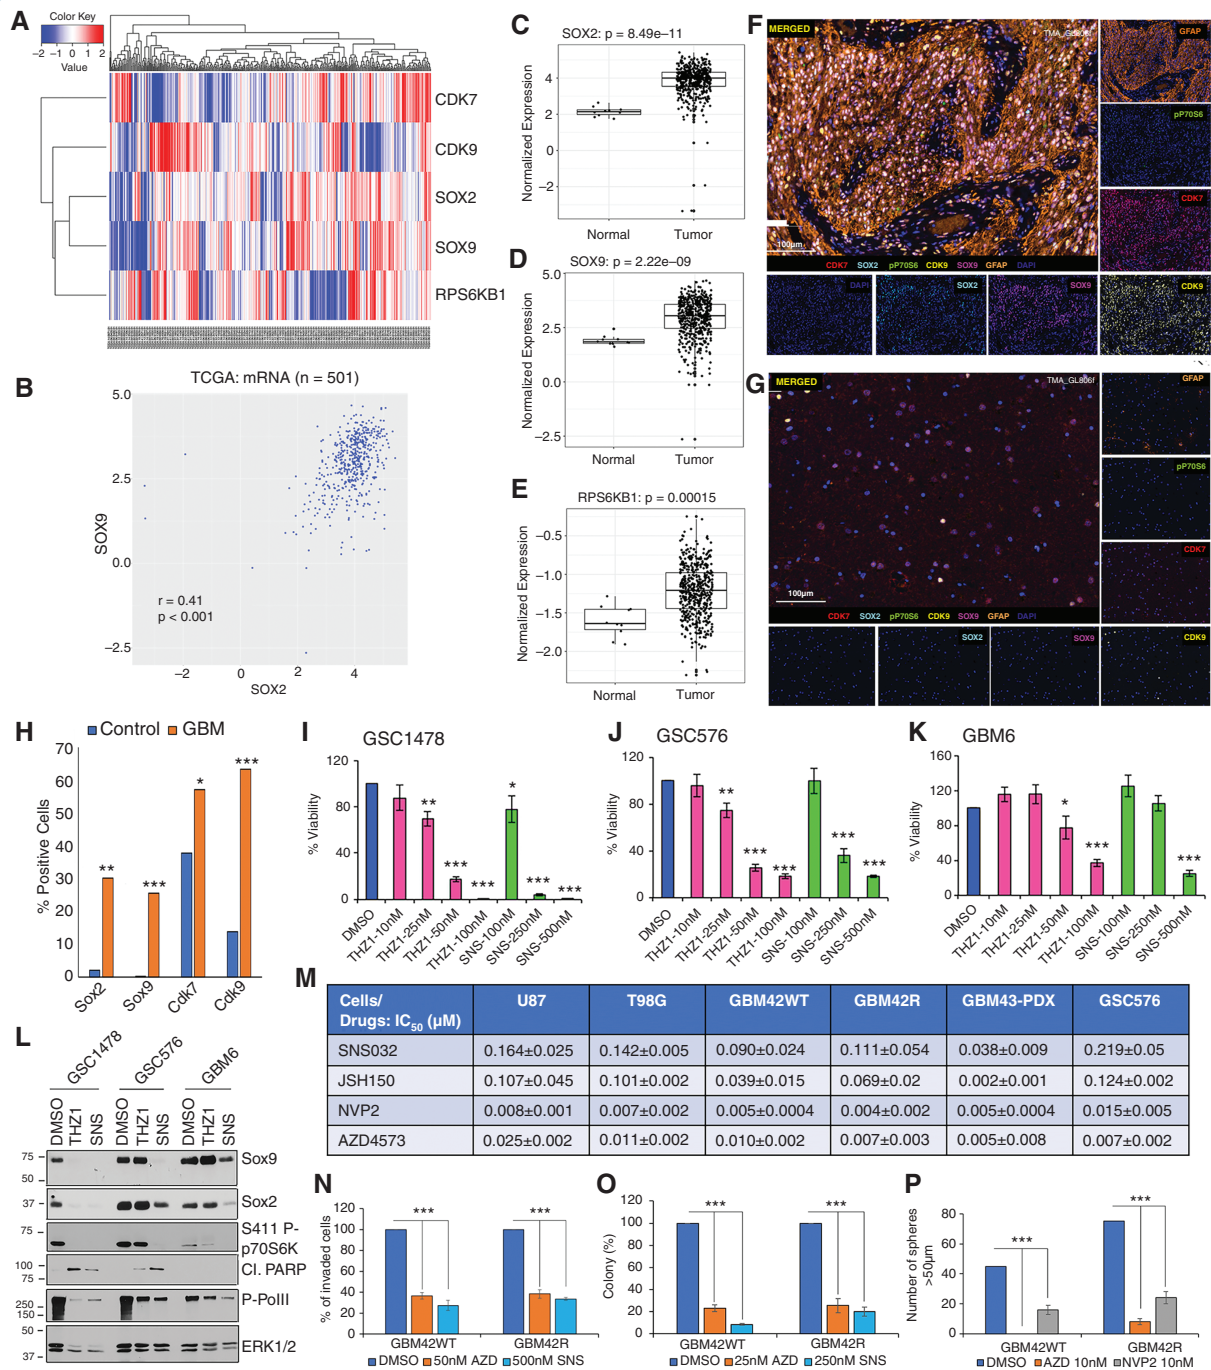 A
Color Key
−2 −1 0 1 2
Value
CDK7
CDK9
SOX2
SOX9
RPS6KB1
B
TCGA: mRNA (n = 501)
5.0
2.5
0.0
−2.5
SOX9
r = 0.41
p < 0.001
−2 0 2 4
SOX2
C
SOX2: p = 8.49e−11
Normalized Expression
4
2
0
−2
Normal Tumor
D
SOX9: p = 2.22e−09
Normalized Expression
5.0
2.5
0.0
−2.5
Normal Tumor
E
RPS6KB1: p = 0.00015
Normalized Expression
−0.5
−1.0
−1.5
−2.0
Normal Tumor
F
MERGED
TMA_GL806f
100µm
CDK7 SOX2 pP70S6 CDK9 SOX9 GFAP DAPI
GFAP
pP70S6
CDK7
DAPI
SOX2
SOX9
CDK9
G
MERGED
TMA_GL806f
100µm
CDK7 SOX2 pP70S6 CDK9 SOX9 GFAP DAPI
GFAP
pP70S6
CDK7
SOX2
SOX9
CDK9
H
Control GBM
% Positive Cells
70
60
50
40
30
20
10
0
** *** * ***
Sox2 Sox9 Cdk7 Cdk9
I
GSC1478
% Viability
120
80
40
0
** *** *** * *** ***
DMSO THZ1−10nM THZ1−25nM THZ1−50nM THZ1−100nM SNS−100nM SNS−250nM SNS−500nM
J
GSC576
% Viability
120
80
40
0
** *** *** *** ***
DMSO THZ1−10nM THZ1−25nM THZ1−50nM THZ1−100nM SNS−100nM SNS−250nM SNS−500nM
K
GBM6
% Viability
160
120
80
40
0
* *** ***
DMSO THZ1−10nM THZ1−25nM THZ1−50nM THZ1−100nM SNS−100nM SNS−250nM SNS−500nM
L
GSC1478 GSC576 GBM6
DMSO THZ1 SNS DMSO THZ1 SNS DMSO THZ1 SNS
75
50
Sox9
37
Sox2
75
S411 P-
p70S6K
100
75
Cl. PARP
250
150
P-PolII
50
37
ERK1/2
M
Cells/ Drugs: IC50 (µM) U87 T98G GBM42WT GBM42R GBM43-PDX GSC576
SNS032 0.164±0.025 0.142±0.005 0.090±0.024 0.111±0.054 0.038±0.009 0.219±0.05
JSH150 0.107±0.045 0.101±0.002 0.039±0.015 0.069±0.02 0.002±0.001 0.124±0.002
NVP2 0.008±0.001 0.007±0.002 0.005±0.0004 0.004±0.002 0.005±0.0004 0.015±0.005
AZD4573 0.025±0.002 0.011±0.002 0.010±0.002 0.007±0.003 0.005±0.008 0.007±0.002
N
% of invaded cells
120
100
80
60
40
20
0
*** ***
GBM42WT GBM42R
DMSO 50nM AZD 500nM SNS
O
Colony (%)
120
100
80
60
40
20
0
*** ***
GBM42WT GBM42R
DMSO 25nM AZD 250nM SNS
P
Number of spheres
>50µm
80
60
40
20
0
*** ***
GBM42WT GBM42R
DMSO AZD 10nM NVP2 10nM